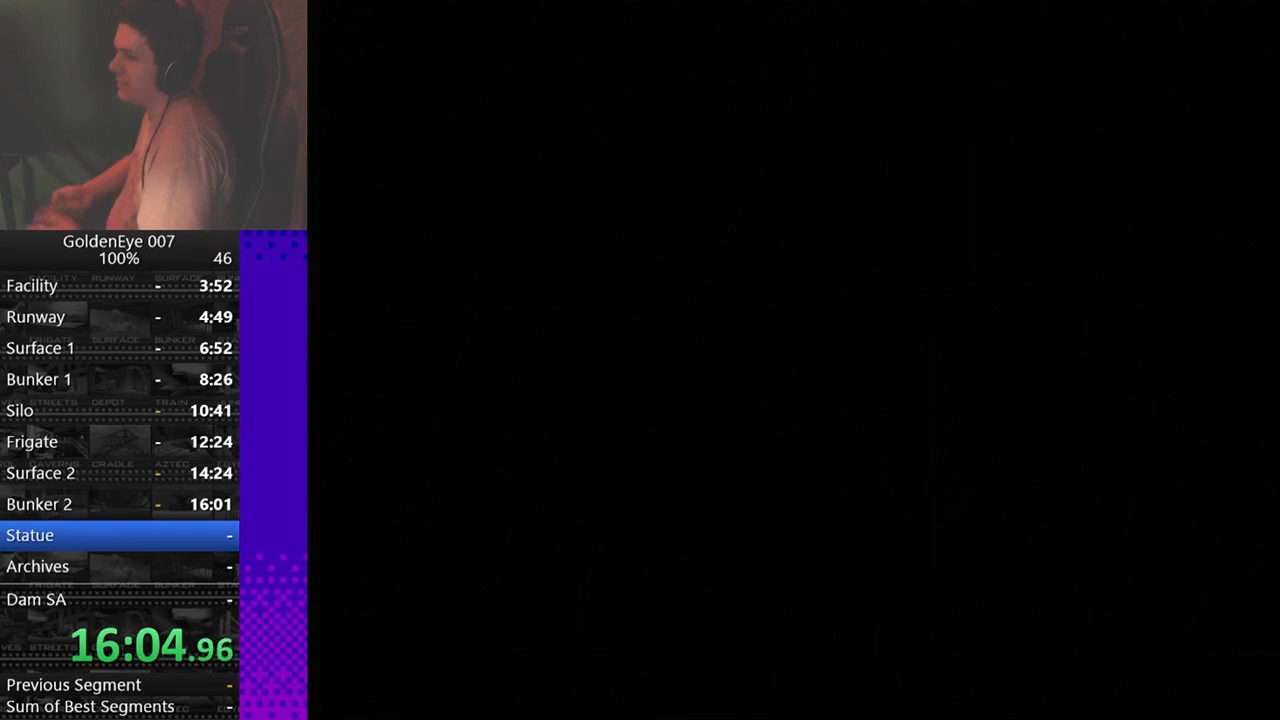 GoldenEye 007
100% 46
Facility - 3:52
Runway - 4:49
Surface 1 - 6:52
Bunker 1 - 8:26
Silo - 10:41
Frigate - 12:24
Surface 2 - 14:24
Bunker 2 - 16:01
Statue -
Archives -
Dam SA -
16:04.96
Previous Segment -
Sum of Best Segments -